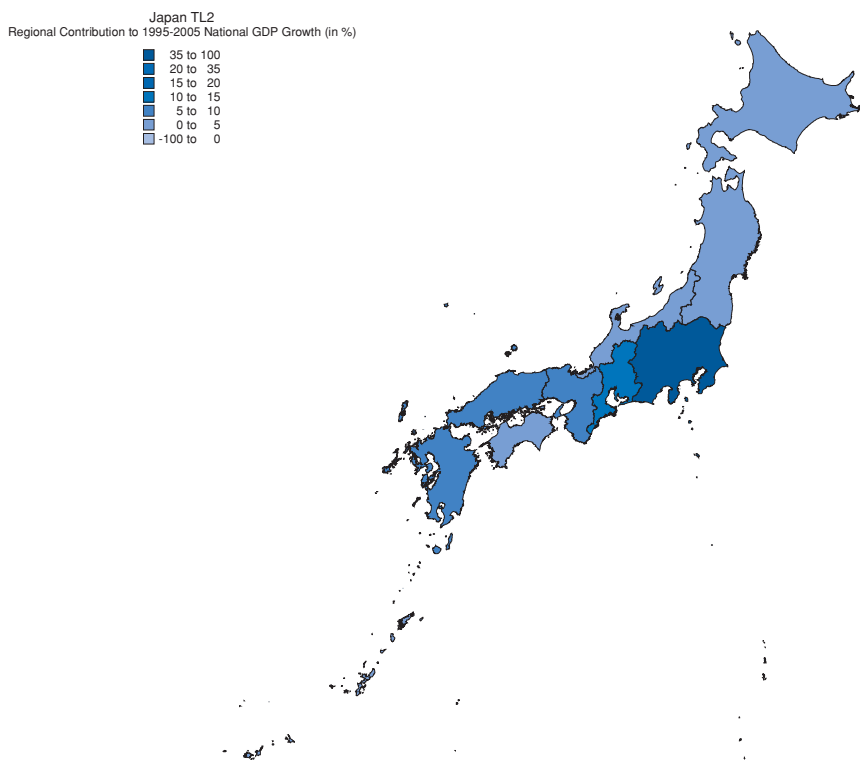 Japan TL2
Regional Contribution to 1995-2005 National GDP Growth (in %)
35 to 100
20 to 35
15 to 20
10 to 15
5 to 10
0 to 5
-100 to 0